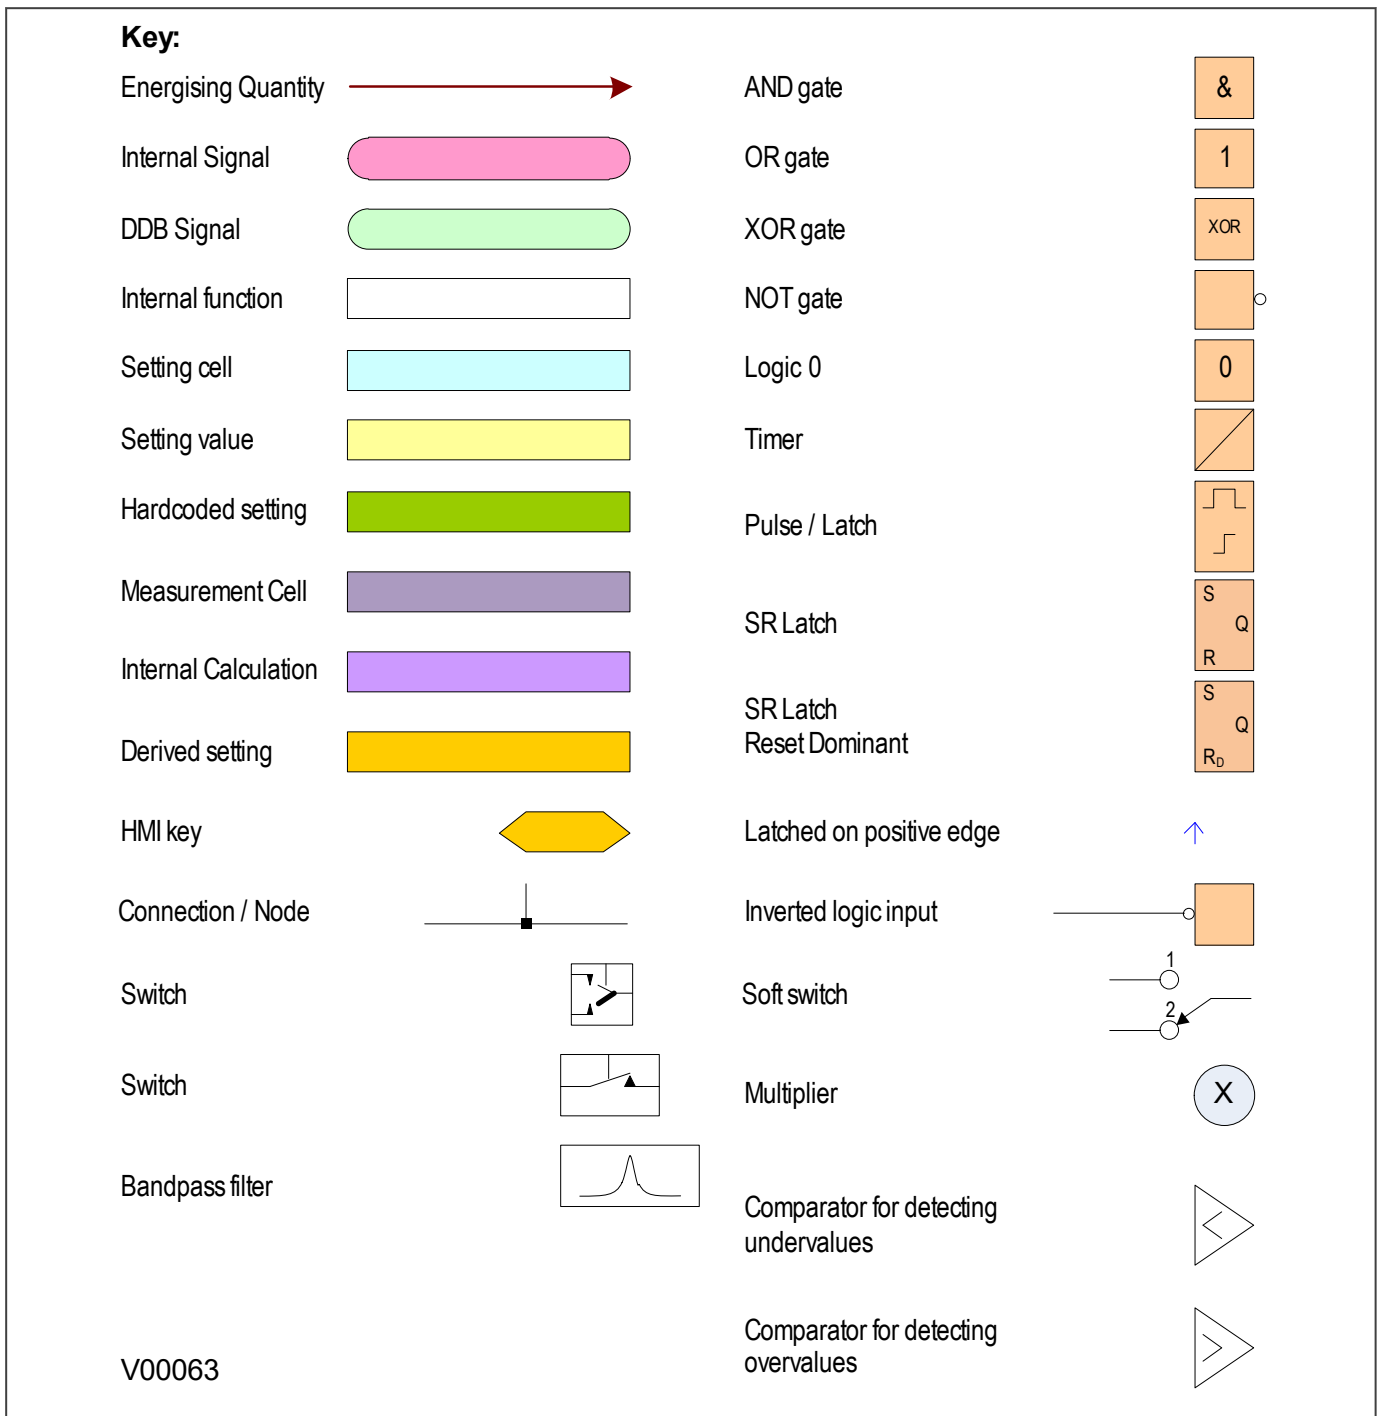 Key:
Energising Quantity
Internal Signal
DDB Signal
Internal function
Setting cell
Setting value
Hardcoded setting
Measurement Cell
Internal Calculation
Derived setting
HMI key
Connection / Node
Switch
Switch
Bandpass filter
V00063
AND gate
&
OR gate
1
XOR gate
XOR
NOT gate
Logic 0
0
Timer
Pulse / Latch
SR Latch
S
Q
R
SR Latch
Reset Dominant
S
Q
RD
Latched on positive edge
Inverted logic input
Soft switch
1
2
Multiplier
X
Comparator for detecting
undervalues
Comparator for detecting
overvalues